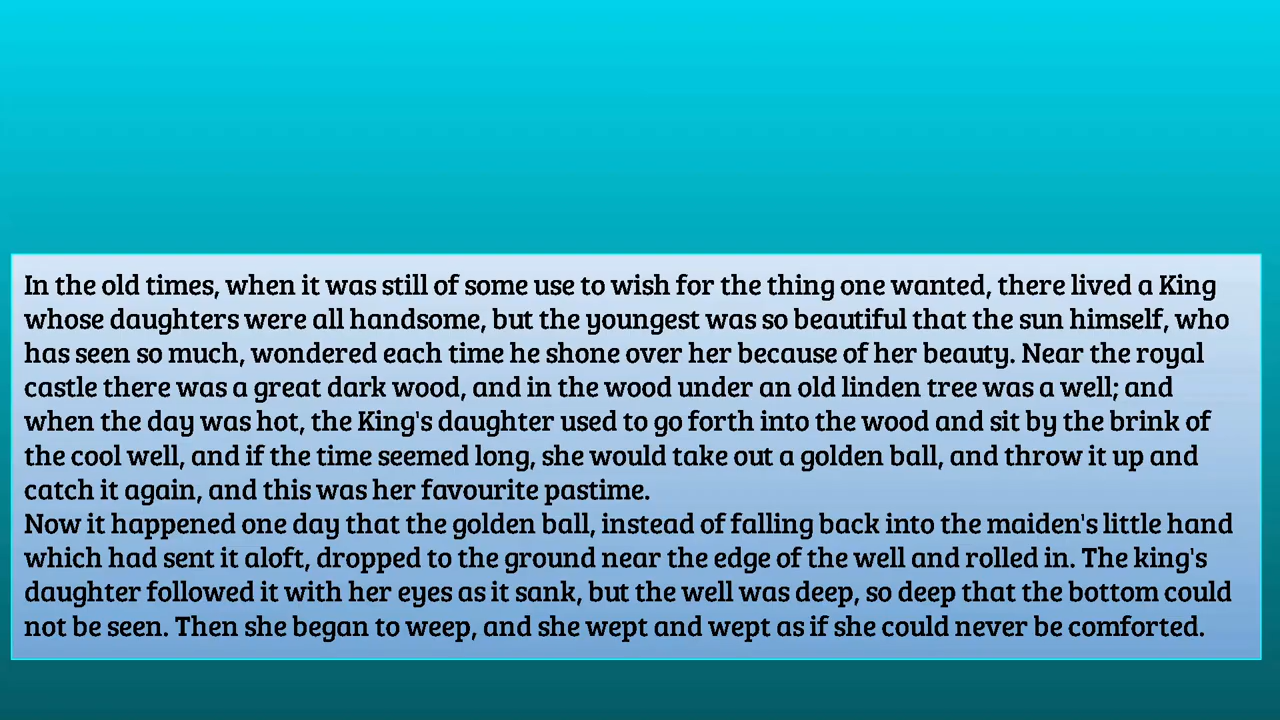 In the old times, when it was still of some use to wish for the thing one wanted, there lived a King
whose daughters were all handsome, but the youngest was so beautiful that the sun himself, who
has seen so much, wondered each time he shone over her because of her beauty. Near the royal
castle there was a great dark wood, and in the wood under an old linden tree was a well; and
when the day was hot, the King's daughter used to go forth into the wood and sit by the brink of
the cool well, and if the time seemed long, she would take out a golden ball, and throw it up and
catch it again, and this was her favourite pastime.
Now it happened one day that the golden ball, instead of falling back into the maiden's little hand
which had sent it aloft, dropped to the ground near the edge of the well and rolled in. The king's
daughter followed it with her eyes as it sank, but the well was deep, so deep that the bottom could
not be seen. Then she began to weep, and she wept and wept as if she could never be comforted.